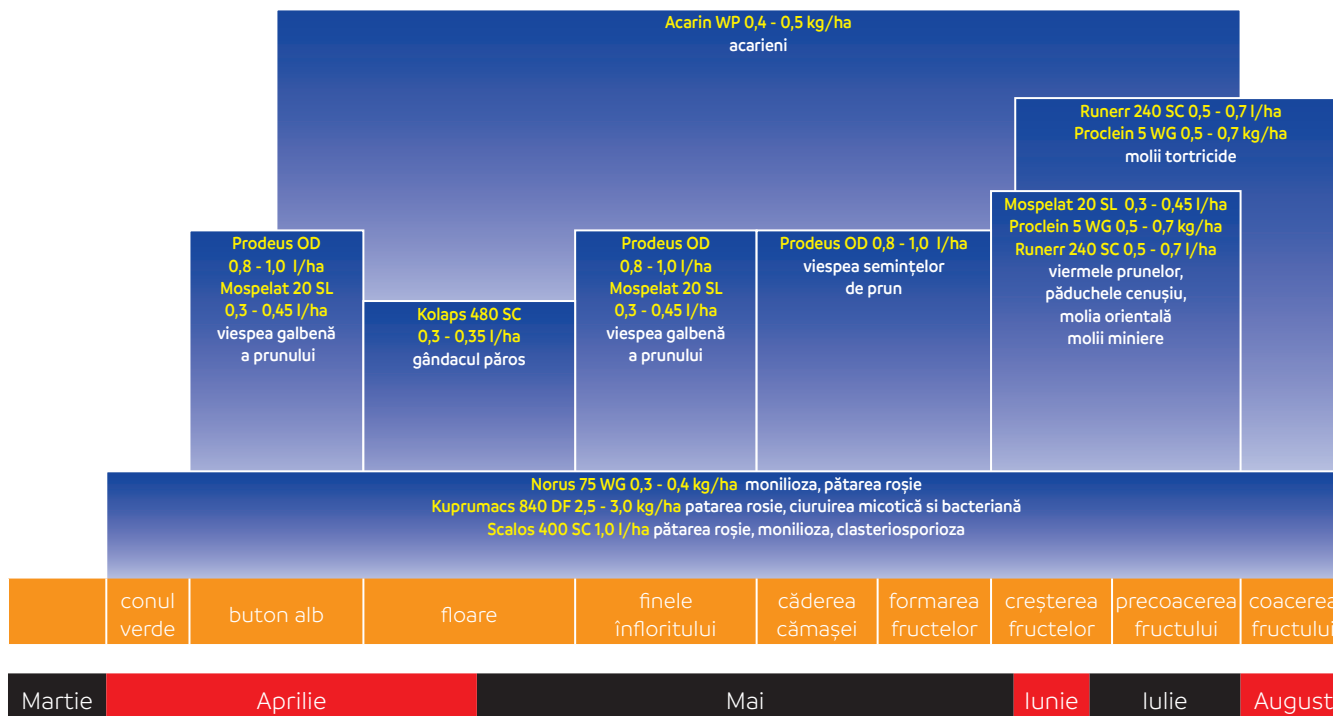 Acarin WP 0,4 - 0,5 kg/ha
acarieni
Runerr 240 SC 0,5 - 0,7 l/ha
Proclein 5 WG 0,5 - 0,7 kg/ha
molii tortricide
Mospelat 20 SL 0,3 - 0,45 l/ha
Proclein 5 WG 0,5 - 0,7 kg/ha
Runerr 240 SC 0,5 - 0,7 l/ha
viermele prunelor,
păduchele cenușiu,
molia orientală
molii miniere
Prodeus OD
0,8 - 1,0 l/ha
Mospelat 20 SL
0,3 - 0,45 l/ha
viespea galbenă
a prunului
Kolaps 480 SC
0,3 - 0,35 l/ha
gândacul păros
Prodeus OD
0,8 - 1,0 l/ha
Mospelat 20 SL
0,3 - 0,45 l/ha
viespea galbenă
a prunului
Prodeus OD 0,8 - 1,0 l/ha
viespea semințelor
de prun
Norus 75 WG 0,3 - 0,4 kg/ha monilioza, pătarea roșie
Kuprumacs 840 DF 2,5 - 3,0 kg/ha patarea rosie, ciuruirea micotică si bacteriană
Scalos 400 SC 1,0 l/ha pătarea roșie, monilioza, clasteriosporioza
conul
verde
buton alb
floare
finele
înfloritului
căderea
cămașei
formarea
fructelor
creșterea
fructelor
precoacerea
fructului
coacerea
fructului
Martie
Aprilie
Mai
Iunie
Iulie
August